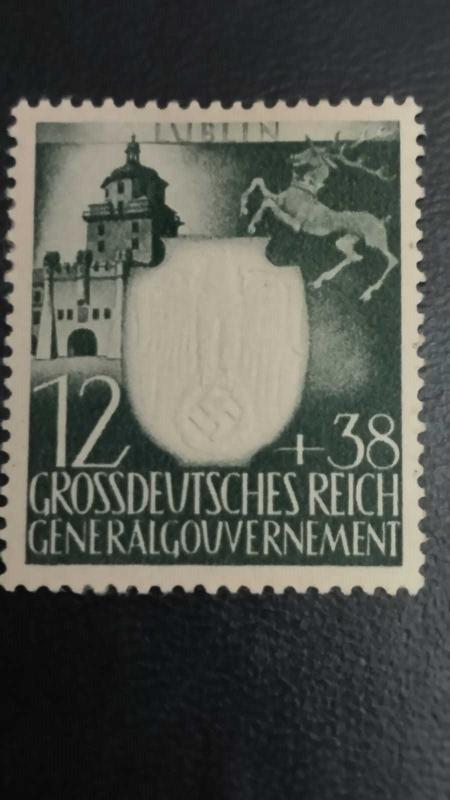 LUBLIN
12 + 38
GROSSDEUTSCHES REICH
GENERALGOUVERNEMENT